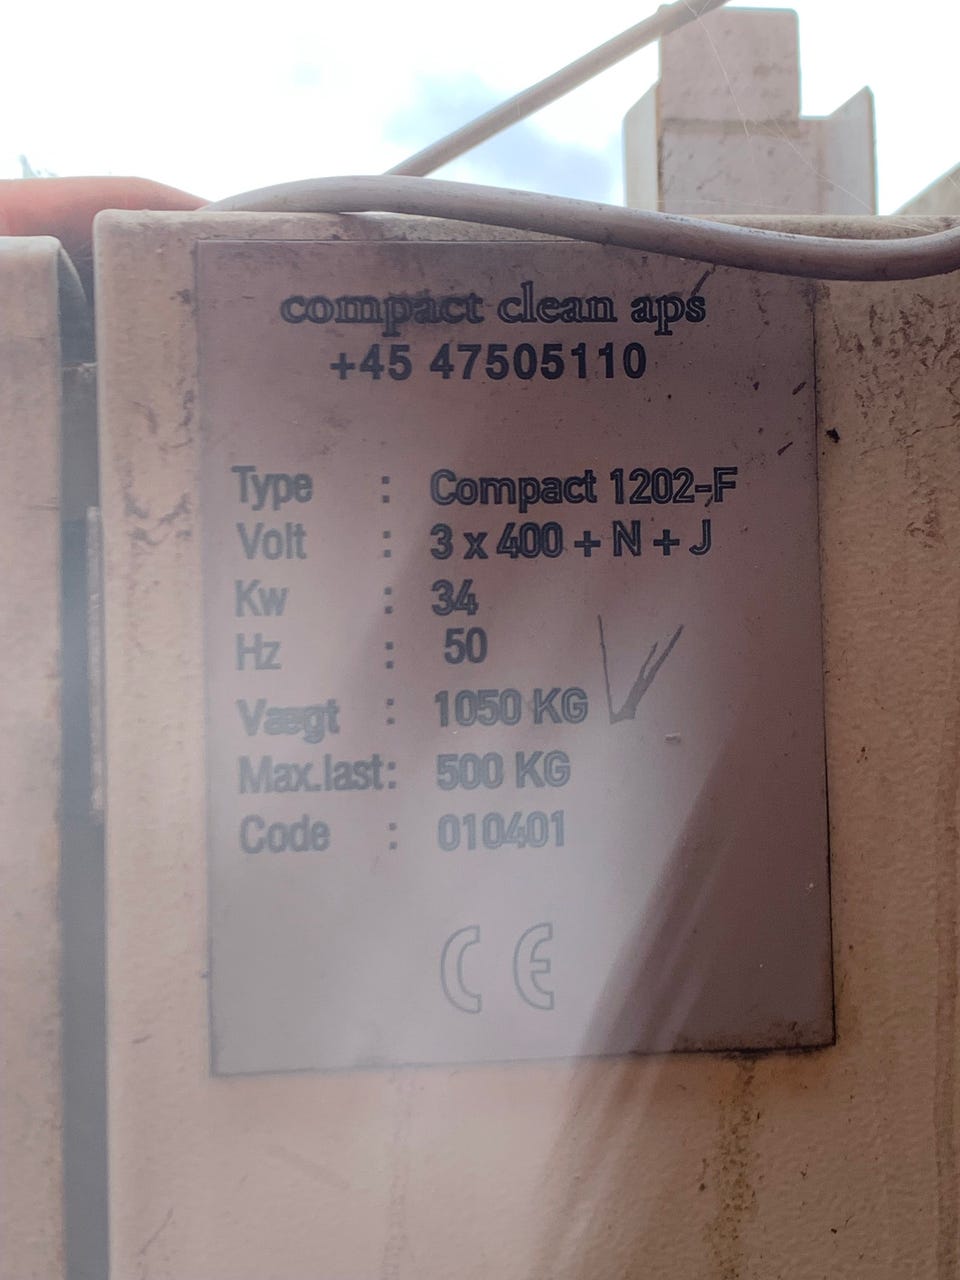 compact clean aps
+45 47505110
Type : Compact 1202-F
Volt : 3 x 400 + N + J
Kw : 34
Hz : 50
Vægt : 1050 KG
Max.last: 500 KG
Code : 010401
CE